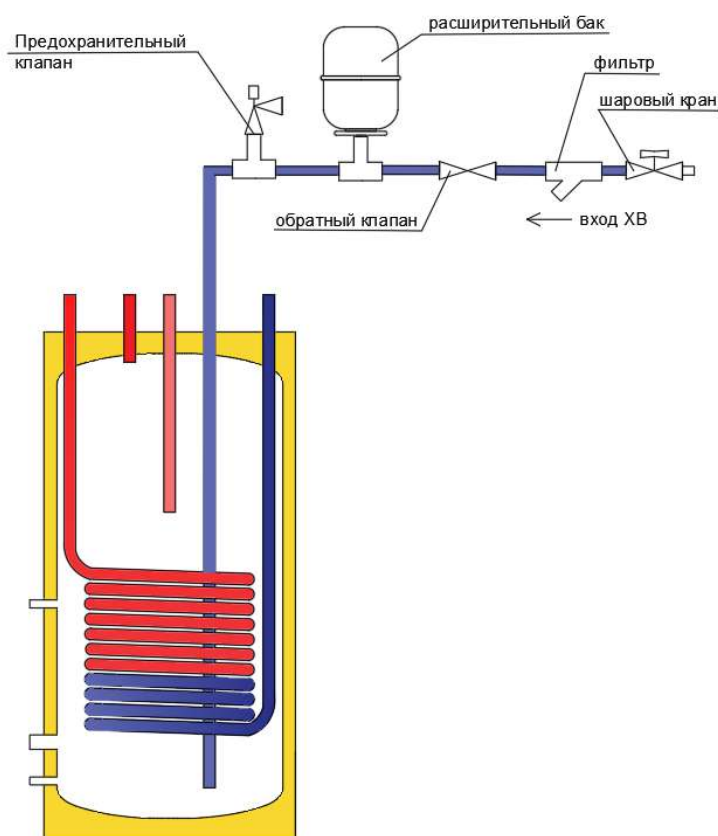 расширительный бак
Предохранительный
клапан
фильтр
шаровый кран
обратный клапан
вход ХВ